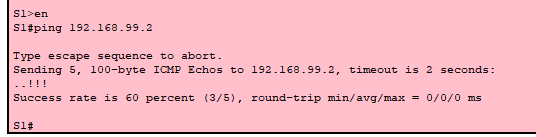 S1>en
S1#ping 192.168.99.2
Type escape sequence to abort.
Sending 5, 100-byte ICMP Echos to 192.168.99.2, timeout is 2 seconds:
..!!!
Success rate is 60 percent (3/5), round-trip min/avg/max = 0/0/0 ms
S1#